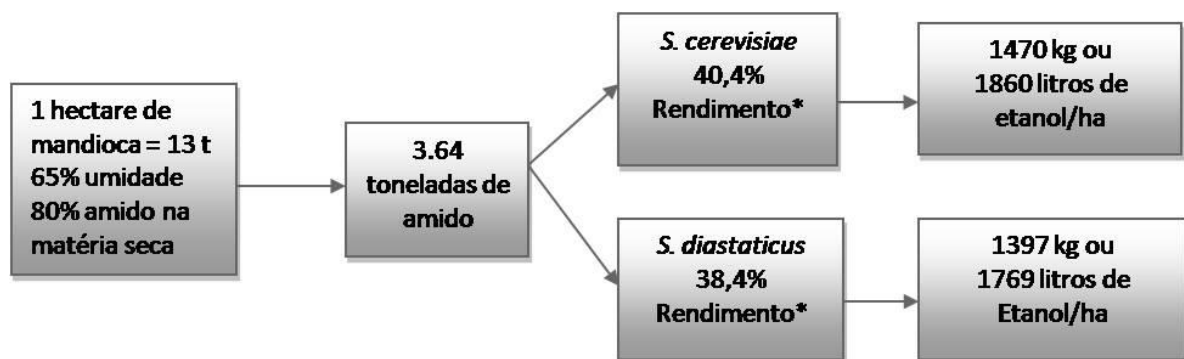 1 hectare de
mandioca = 13 t
65% umidade
80% amido na
matéria seca
3.64
toneladas de
amido
S. cerevisiae
40,4%
Rendimento*
1470 kg ou
1860 litros de
etanol/ha
S. diastaticus
38,4%
Rendimento*
1397 kg ou
1769 litros de
Etanol/ha